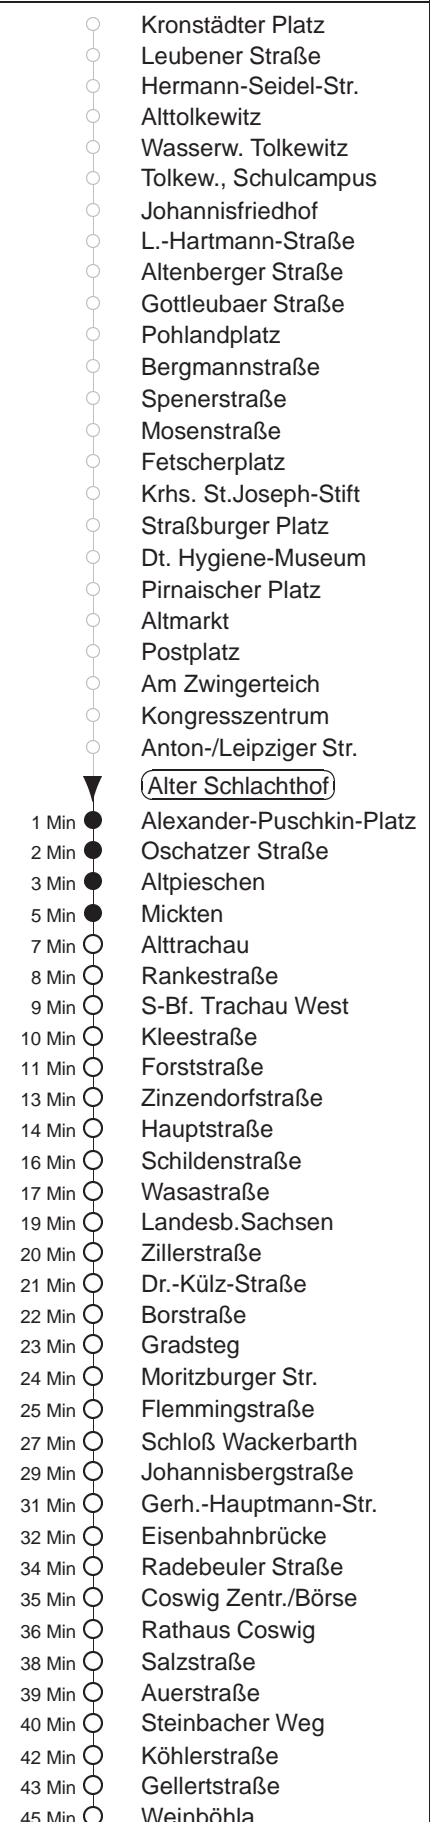 Kronstädter Platz
Leubener Straße
Hermann-Seidel-Str.
Alttolkewitz
Wasserw. Tolkewitz
Tolkew., Schulcampus
Johannisfriedhof
L.-Hartmann-Straße
Altenberger Straße
Gottleubaer Straße
Pohlandplatz
Bergmannstraße
Spenerstraße
Mosenstraße
Fetscherplatz
Krhs. St.Joseph-Stift
Straßburger Platz
Dt. Hygiene-Museum
Pirnaischer Platz
Altmarkt
Postplatz
Am Zwingerteich
Kongresszentrum
Anton-/Leipziger Str.
Alter Schlachthof
1 Min Alexander-Puschkin-Platz
2 Min Oschatzer Straße
3 Min Altpieschen
5 Min Mickten
7 Min Alttrachau
8 Min Rankestraße
9 Min S-Bf. Trachau West
10 Min Kleestraße
11 Min Forststraße
13 Min Zinzendorfstraße
14 Min Hauptstraße
16 Min Schildenstraße
17 Min Wasastraße
19 Min Landesb.Sachsen
20 Min Zillerstraße
21 Min Dr.-Külz-Straße
22 Min Borstraße
23 Min Gradsteg
24 Min Moritzburger Str.
25 Min Flemmingstraße
27 Min Schloß Wackerbarth
29 Min Johannisbergstraße
31 Min Gerh.-Hauptmann-Str.
32 Min Eisenbahnbrücke
34 Min Radebeuler Straße
35 Min Coswig Zentr./Börse
36 Min Rathaus Coswig
38 Min Salzstraße
39 Min Auerstraße
40 Min Steinbacher Weg
42 Min Köhlerstraße
43 Min Gellertstraße
45 Min Weinböhla